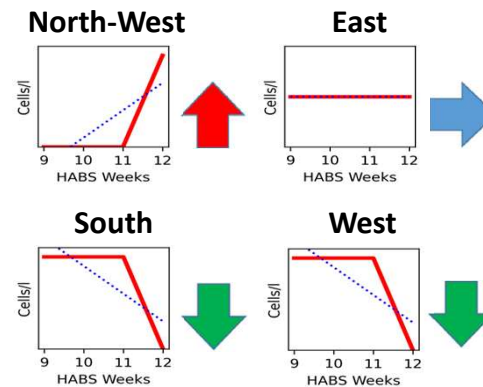 North-West
Cells/l
9 10 11 12
HABS Weeks
East
Cells/l
9 10 11 12
HABS Weeks
South
Cells/l
9 10 11 12
HABS Weeks
West
Cells/l
9 10 11 12
HABS Weeks